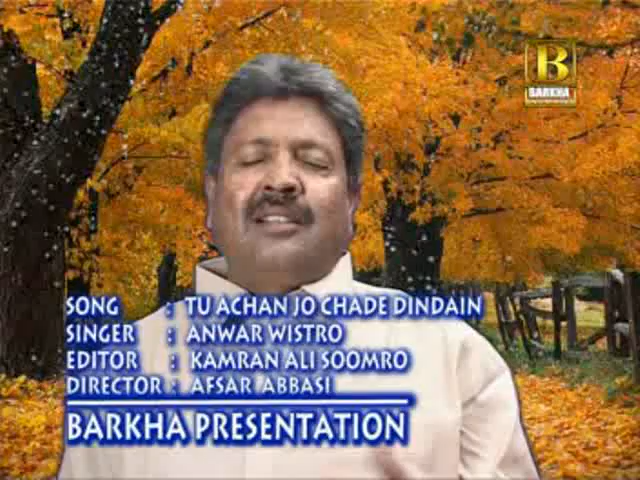 B
BARKHA
SONG : TU ACHAN JO CHADE DINDAIN
SINGER : ANWAR WISTRO
EDITOR : KAMRAN ALI SOOMRO
DIRECTOR : AFSAR ABBASI
BARKHA PRESENTATION